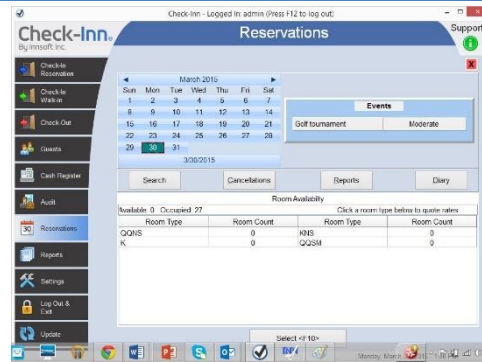 Check-Inn - Logged In: admin (Press F12 to log out)
Check-Inn
By Innsoft Inc.
Reservations
Support
Check-In
Reservation
Check-In
Walk-in
Check Out
Guests
Cash Register
Audit
30
Reservations
Reports
Settings
Log Out &
Exit
Update
March 2015
Sun Mon Tue Wed Thu Fri Sat
1 2 3 4 5 6 7
8 9 10 11 12 13 14
15 16 17 18 19 20 21
22 23 24 25 26 27 28
29 30 31
3/30/2015
Events
Golf tournament Moderate
Search Cancellations Reports Diary
Room Availability
Available: 0 Occupied: 27 Click a room type below to quote rates
Room Type Room Count Room Type Room Count
QQNS 0 KNS 0
K 0 QQSM 0
Select <F10>
Monday, March